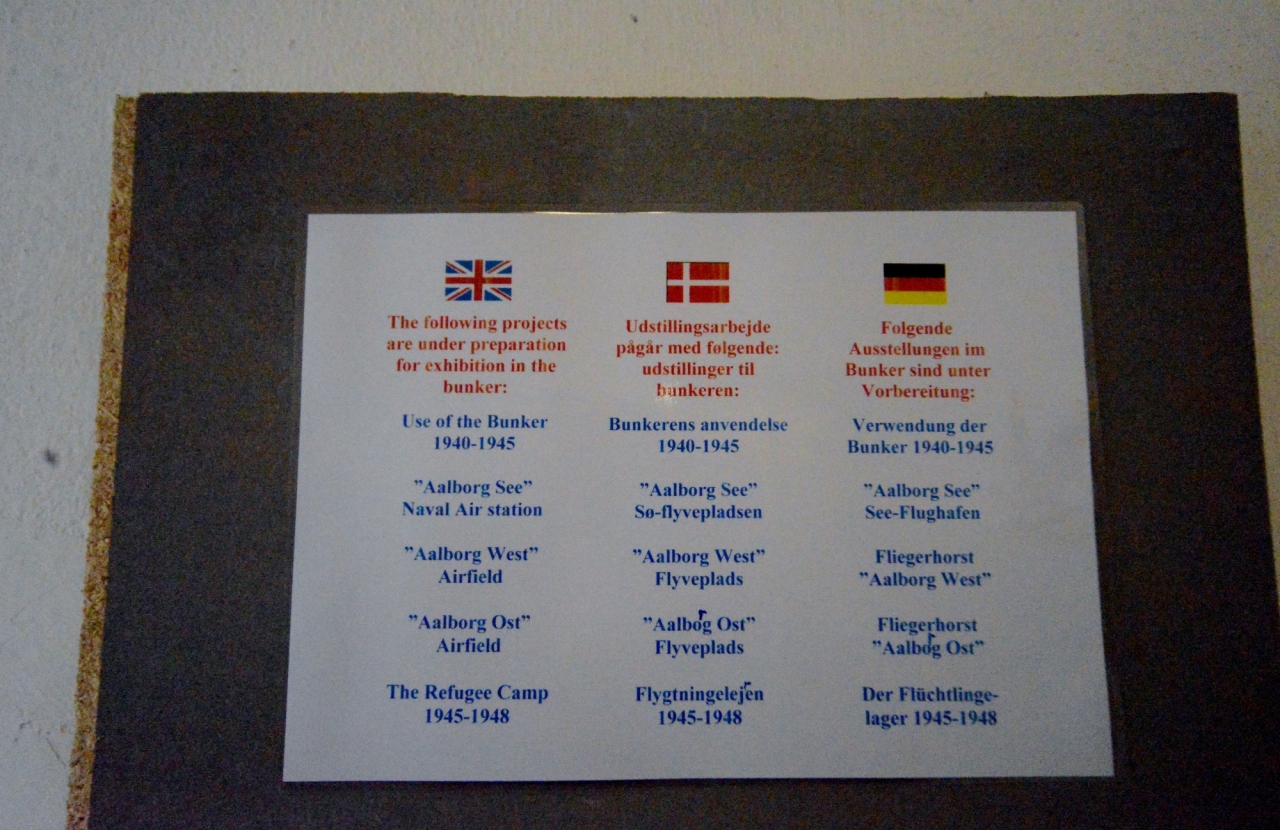 The following projects
are under preparation
for exhibition in the
bunker:
Use of the Bunker
1940-1945
”Aalborg See”
Naval Air station
”Aalborg West”
Airfield
”Aalborg Ost”
Airfield
The Refugee Camp
1945-1948
Udstillingsarbejde
pågår med følgende:
udstillinger til
bunkeren:
Bunkerens anvendelse
1940-1945
”Aalborg See”
Sø-flyvepladsen
”Aalborg West”
Flyveplads
”Aalbog Ost”
Flyveplads
Flygtningelejen
1945-1948
Folgende
Ausstellungen im
Bunker sind unter
Vorbereitung:
Verwendung der
Bunker 1940-1945
”Aalborg See”
See-Flughafen
Fliegerhorst
”Aalborg West”
Fliegerhorst
”Aalbog Ost”
Der Flüchtlinge-
lager 1945-1948